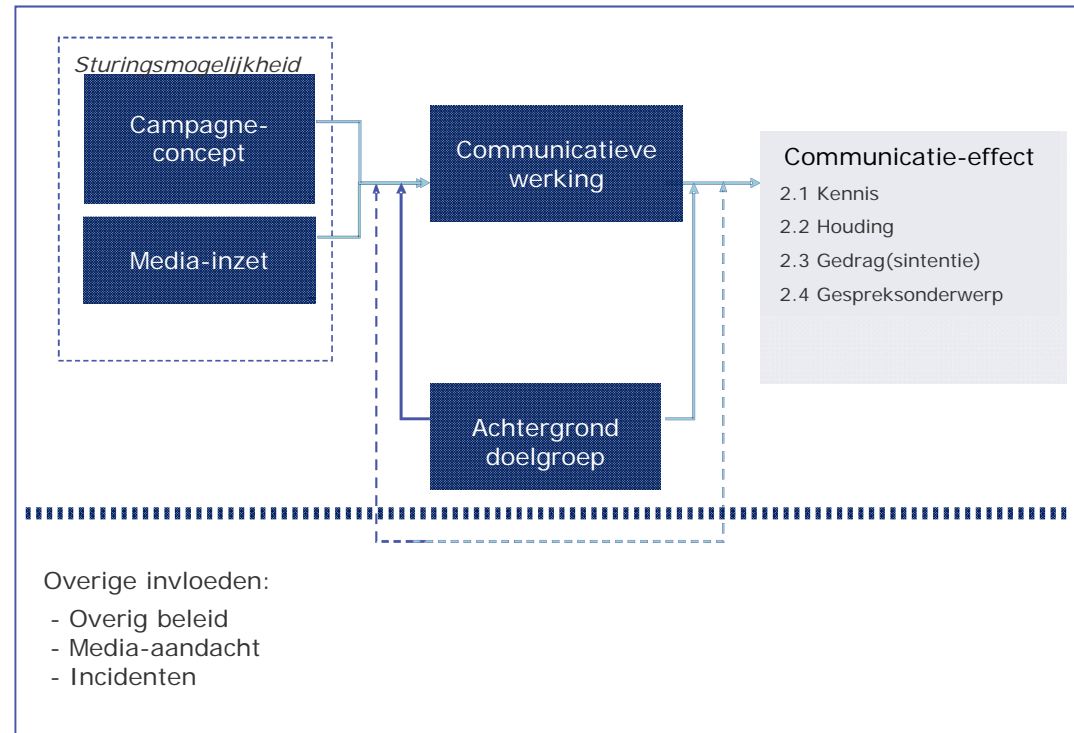 Sturingsmogelijkheid
Campagne-
concept
Media-inzet
Communicatieve
werking
Achtergrond
doelgroep
Communicatie-effect
2.1 Kennis
2.2 Houding
2.3 Gedrag(sintentie)
2.4 Gespreksonderwerp
Overige invloeden:
- Overig beleid
- Media-aandacht
- Incidenten